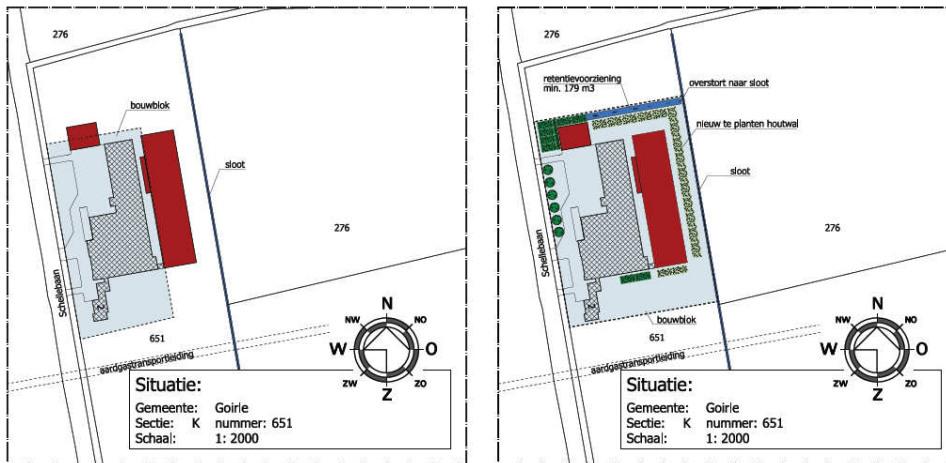 276
bouwblok
sloot
276
Schellebaan
2
651
aardgastransportleiding
N
NW
NO
W
O
ZW
ZO
Z
Situatie:
Gemeente: Goirle
Sectie: K nummer: 651
Schaal: 1: 2000
276
retentievoorziening
min. 179 m3
overstort naar sloot
nieuw te planten houtwal
sloot
276
Schellebaan
2
bouwblok
651
aardgastransportleiding
N
NW
NO
W
O
ZW
ZO
Z
Situatie:
Gemeente: Goirle
Sectie: K nummer: 651
Schaal: 1: 2000